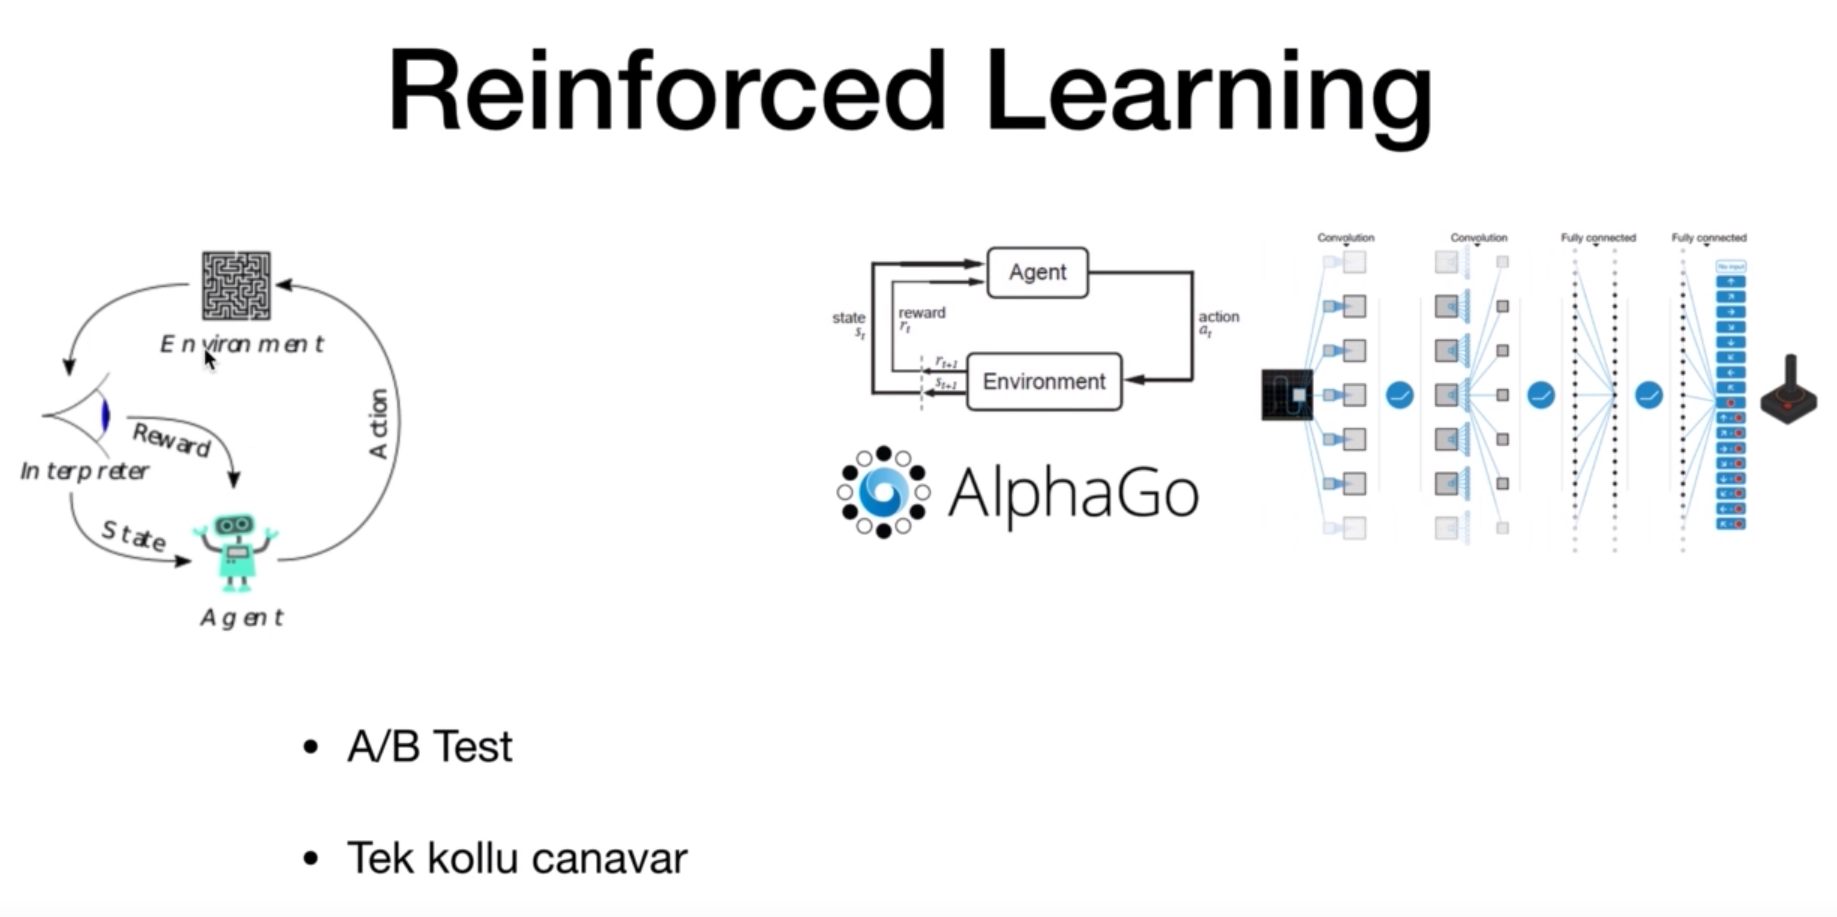 Reinforced Learning
Environment
Reward
Interpreter
State
Agent
Action
Agent
state
s_t
reward
r_t
action
a_t
r_{t+1}
s_{t+1}
Environment
AlphaGo
Convolution
Convolution
Fully connected
Fully connected
No input
• A/B Test
• Tek kollu canavar